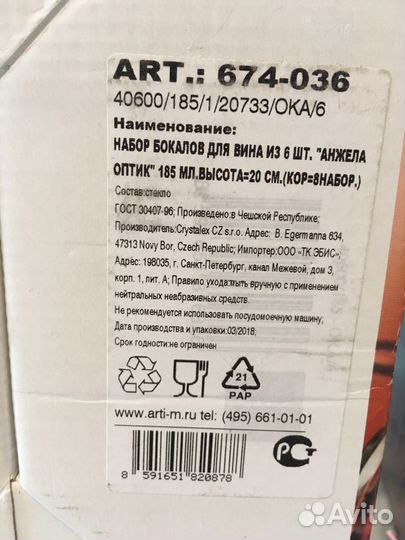 ART.: 674-036
40600/185/1/20733/OKA/6
Наименование:
НАБОР БОКАЛОВ ДЛЯ ВИНА ИЗ 6 ШТ. "АНЖЕЛА
ОПТИК" 185 МЛ.ВЫСОТА=20 СМ.(КОР=8НАБОР.)
Состав:стекло
ГОСТ 30407-96; Произведено:в Чешской Республике;
Производитель:Crystalex CZ s.r.o. Адрес: B. Egermanna 634,
47313 Novy Bor, Czech Republic; Импортер:ООО «ТК ЭБИС»;
Адрес: 198035, г. Санкт-Петербург, канал Межевой, дом 3,
корп. 1, лит. А; Правило ухода:мыть вручную с применением
нейтральных неабразивных средств.
Не рекомендуется использовать посудомоечную машину;
Дата производства и упаковки:03/2018;
Срок годности:не ограничен
21
PAP
www.arti-m.ru tel: (495) 661-01-01
8 591651 820878
РСТ
Avito